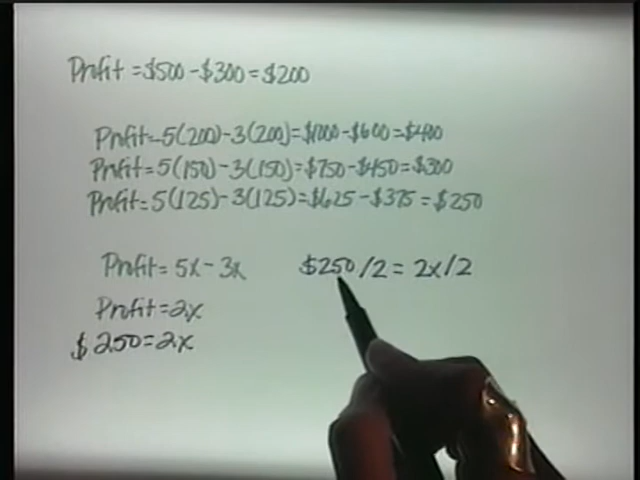 Profit = $500 - $300 = $200
Profit = 5(200) - 3(200) = $1000 - $600 = $400
Profit = 5(150) - 3(150) = $750 - $450 = $300
Profit = 5(125) - 3(125) = $625 - $375 = $250
Profit = 5x - 3x
$250/2 = 2x/2
Profit = 2x
$250 = 2x